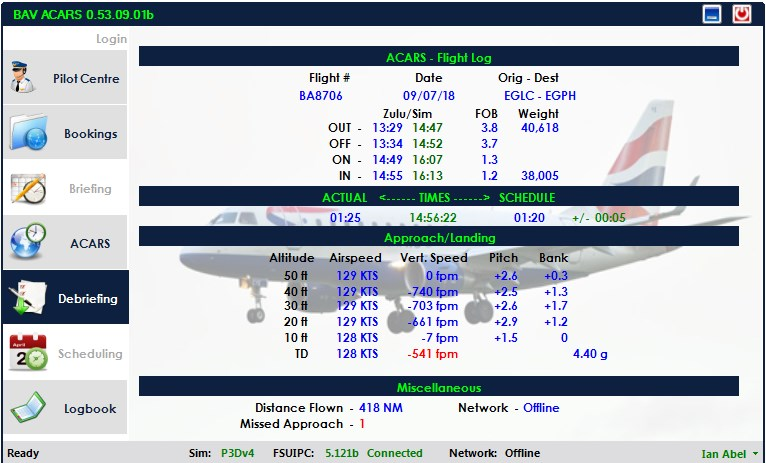 BAV ACARS 0.53.09.01b
Login
Pilot Centre
Bookings
Briefing
ACARS
Debriefing
April
20
Scheduling
Logbook
ACARS - Flight Log
Flight # Date Orig - Dest
BA8706 09/07/18 EGLC - EGPH
Zulu/Sim FOB Weight
OUT - 13:29 14:47 3.8 40,618
OFF - 13:34 14:52 3.7
ON - 14:49 16:07 1.3
IN - 14:55 16:13 1.2 38,005
ACTUAL <------ TIMES ------> SCHEDULE
01:25 14:56:22 01:20 +/- 00:05
Approach/Landing
Altitude Airspeed Vert. Speed Pitch Bank
50 ft 129 KTS 0 fpm +2.6 +0.3
40 ft 129 KTS -740 fpm +2.5 +1.3
30 ft 129 KTS -703 fpm +2.6 +1.7
20 ft 129 KTS -661 fpm +2.9 +1.2
10 ft 128 KTS -7 fpm +1.5 0
TD 128 KTS -541 fpm 4.40 g
Miscellaneous
Distance Flown - 418 NM Network - Offline
Missed Approach - 1
Ready Sim: P3Dv4 FSUIPC: 5.121b Connected Network: Offline Ian Abel